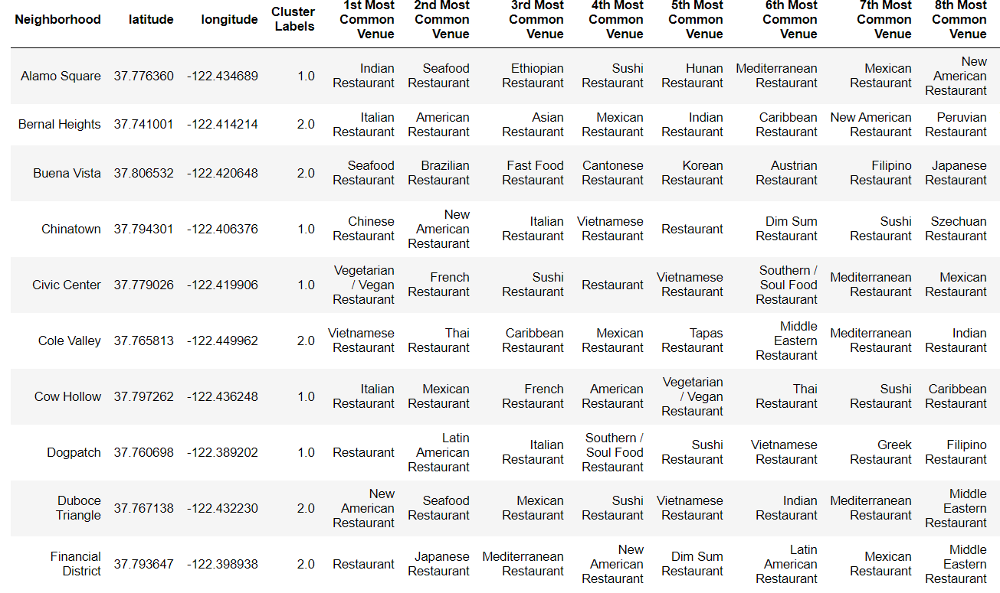 Neighborhood latitude longitude Cluster Labels 1st Most Common Venue 2nd Most Common Venue 3rd Most Common Venue 4th Most Common Venue 5th Most Common Venue 6th Most Common Venue 7th Most Common Venue 8th Most Common Venue
Alamo Square 37.776360 -122.434689 1.0 Indian Restaurant Seafood Restaurant Ethiopian Restaurant Sushi Restaurant Hunan Restaurant Mediterranean Restaurant Mexican Restaurant New American Restaurant
Bernal Heights 37.741001 -122.414214 2.0 Italian Restaurant American Restaurant Asian Restaurant Mexican Restaurant Indian Restaurant Caribbean Restaurant New American Restaurant Peruvian Restaurant
Buena Vista 37.806532 -122.420648 2.0 Seafood Restaurant Brazilian Restaurant Fast Food Restaurant Cantonese Restaurant Korean Restaurant Austrian Restaurant Filipino Restaurant Japanese Restaurant
Chinatown 37.794301 -122.406376 1.0 Chinese Restaurant New American Restaurant Italian Restaurant Vietnamese Restaurant Restaurant Dim Sum Restaurant Sushi Restaurant Szechuan Restaurant
Civic Center 37.779026 -122.419906 1.0 Vegetarian / Vegan Restaurant French Restaurant Sushi Restaurant Restaurant Vietnamese Restaurant Southern / Soul Food Restaurant Mediterranean Restaurant Mexican Restaurant
Cole Valley 37.765813 -122.449962 2.0 Vietnamese Restaurant Thai Restaurant Caribbean Restaurant Mexican Restaurant Tapas Restaurant Middle Eastern Restaurant Mediterranean Restaurant Indian Restaurant
Cow Hollow 37.797262 -122.436248 1.0 Italian Restaurant Mexican Restaurant French Restaurant American Restaurant Vegetarian / Vegan Restaurant Thai Restaurant Sushi Restaurant Caribbean Restaurant
Dogpatch 37.760698 -122.389202 1.0 Restaurant Latin American Restaurant Italian Restaurant Southern / Soul Food Restaurant Sushi Restaurant Vietnamese Restaurant Greek Restaurant Filipino Restaurant
Duboce Triangle 37.767138 -122.432230 2.0 New American Restaurant Seafood Restaurant Mexican Restaurant Sushi Restaurant Vietnamese Restaurant Indian Restaurant Mediterranean Restaurant Middle Eastern Restaurant
Financial District 37.793647 -122.398938 2.0 Restaurant Japanese Restaurant Mediterranean Restaurant New American Restaurant Dim Sum Restaurant Latin American Restaurant Mexican Restaurant Middle Eastern Restaurant